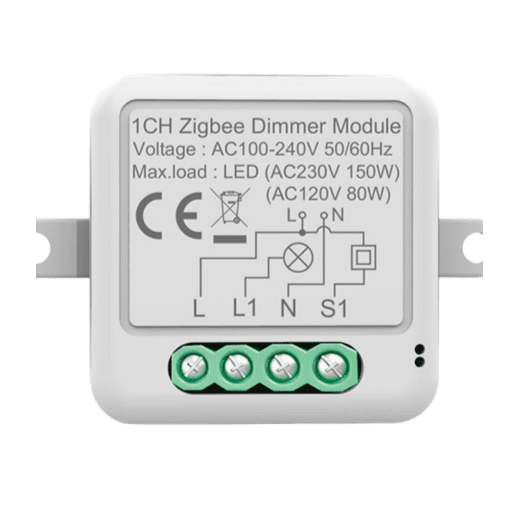 1CH Zigbee Dimmer Module
Voltage : AC100-240V 50/60Hz
Max.load : LED (AC230V 150W)
(AC120V 80W)
CE
L N
L L1 N S1